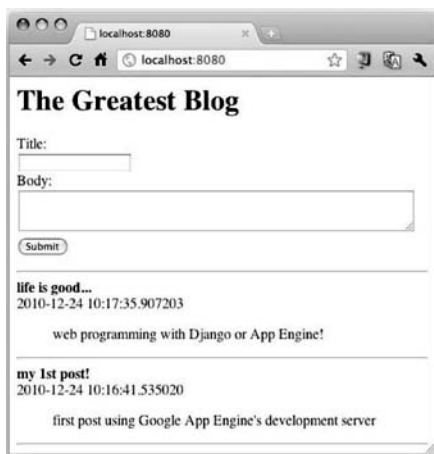 localhost:8080
localhost:8080
The Greatest Blog
Title:
Body:
Submit
life is good...
2010-12-24 10:17:35.907203
web programming with Django or App Engine!
my 1st post!
2010-12-24 10:16:41.535020
first post using Google App Engine's development server